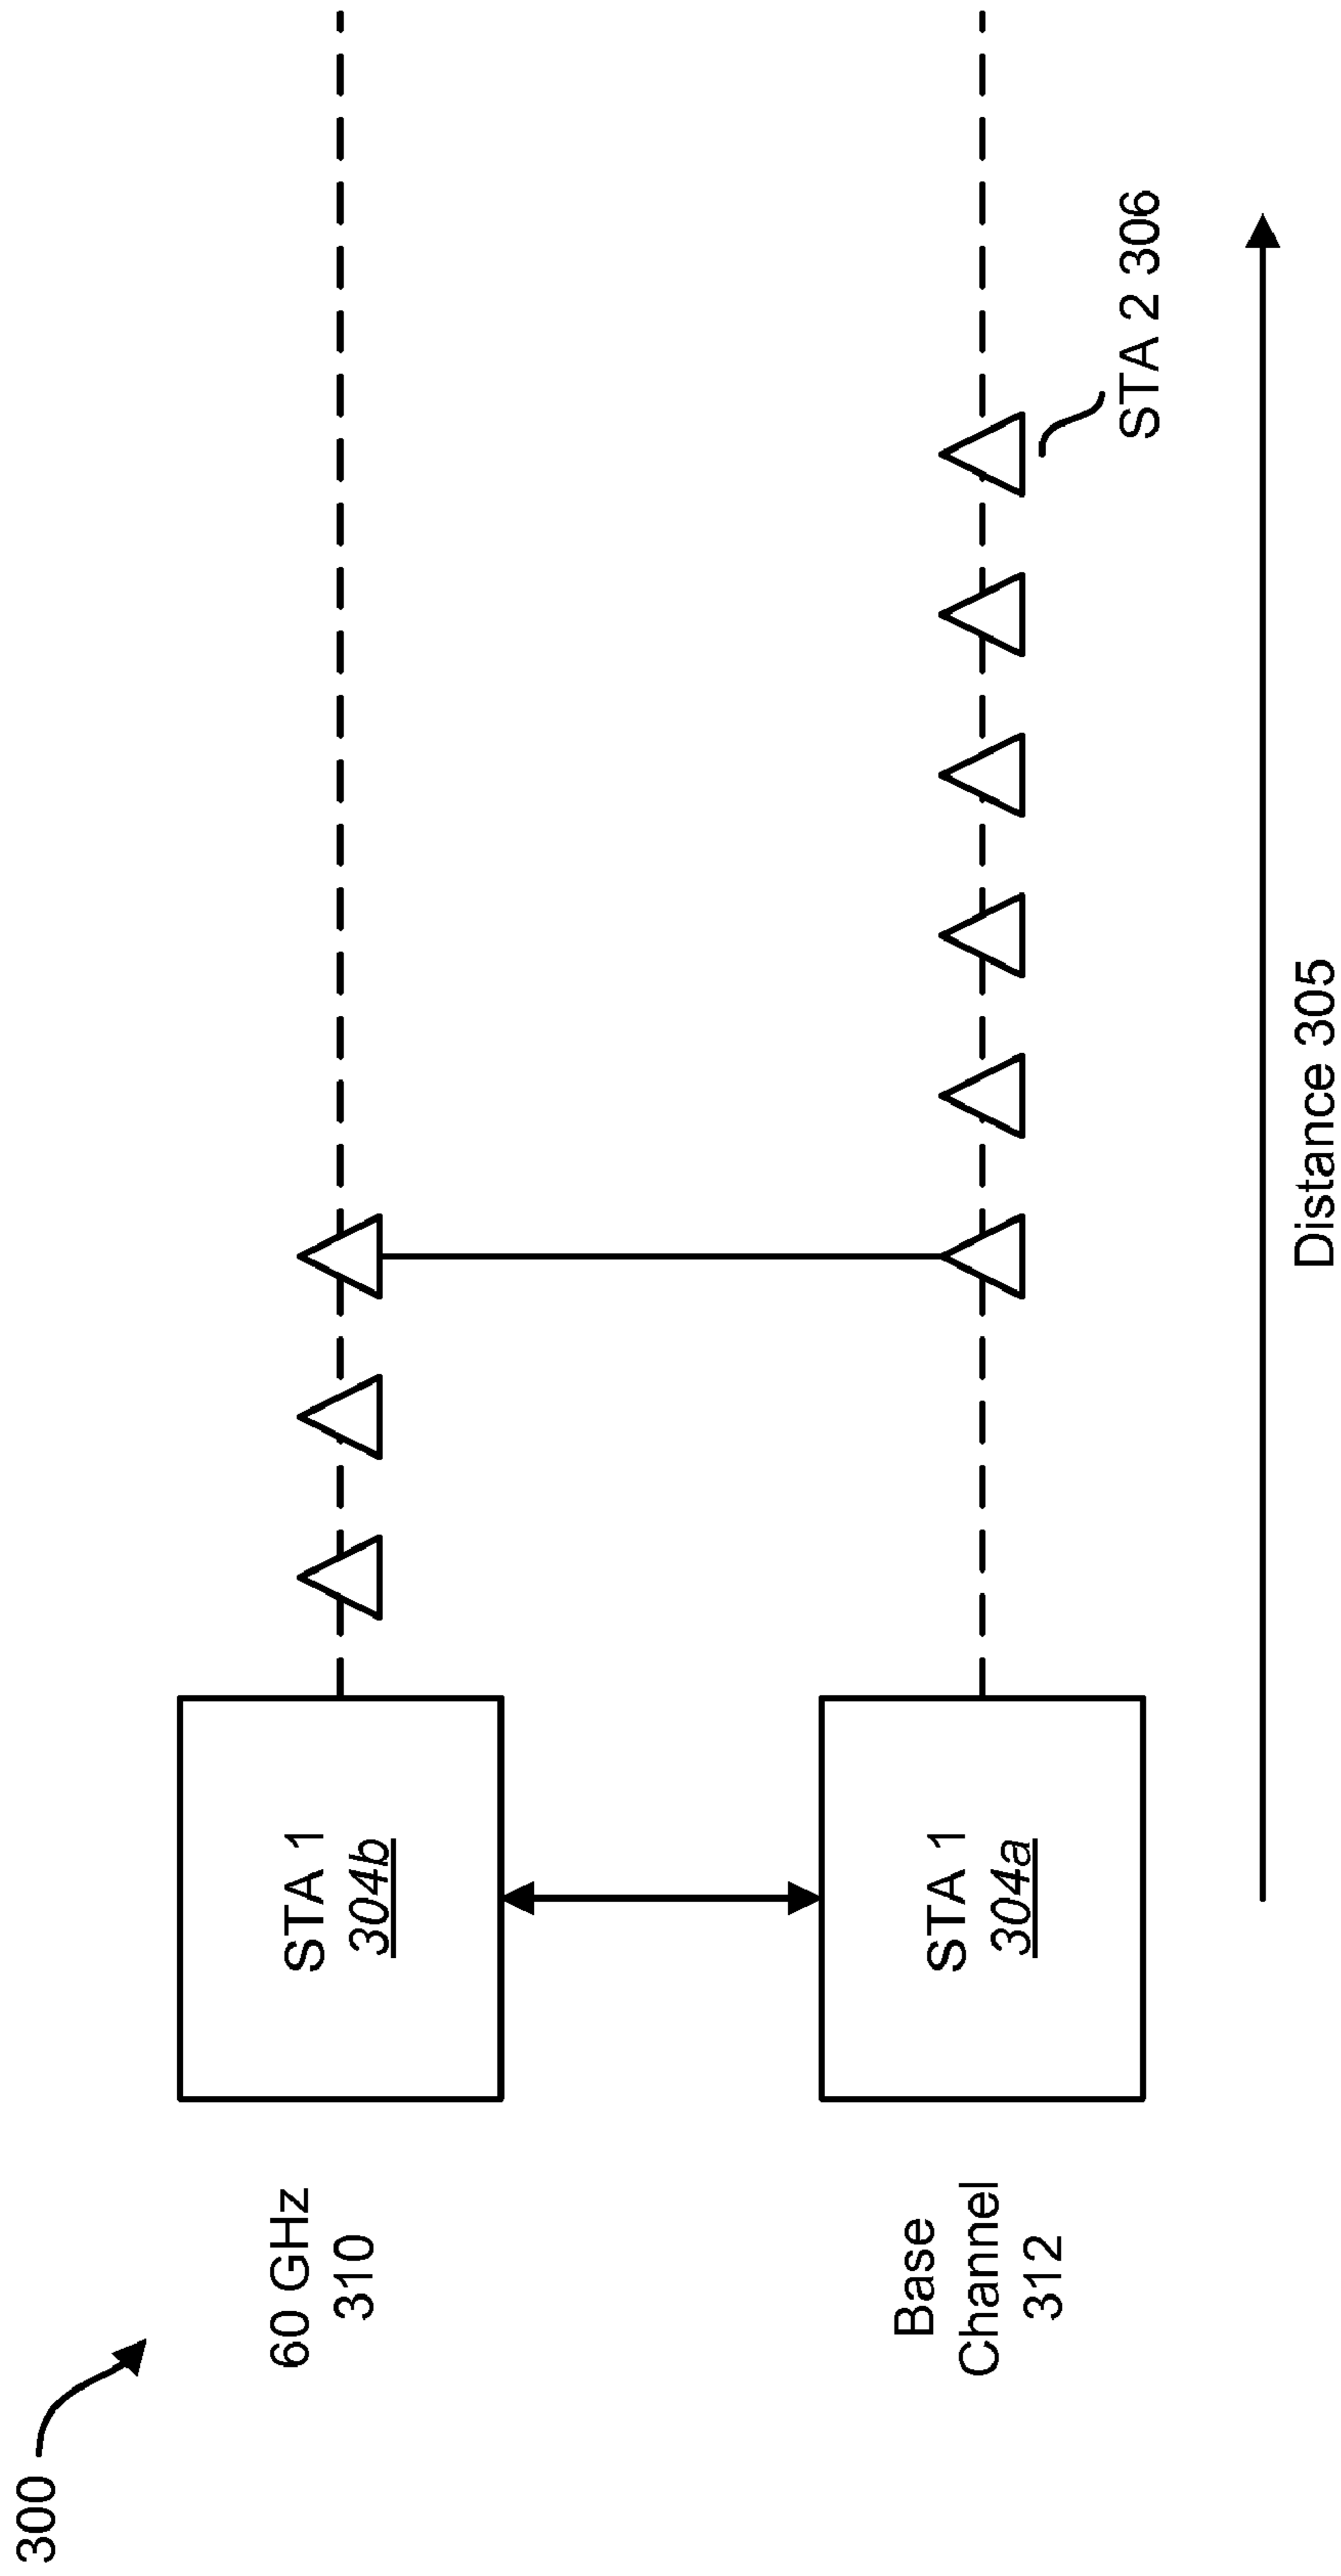 300
60 GHz
310
STA 1
304b
Base
Channel
312
STA 1
304a
STA 2 306
Distance 305